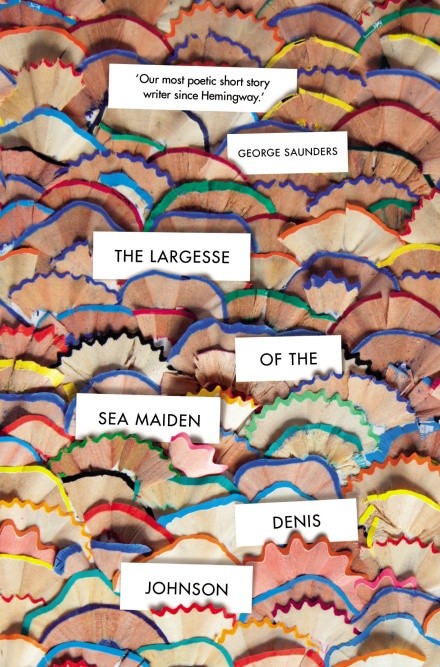 ‘Our most poetic short story
writer since Hemingway.’
GEORGE SAUNDERS
THE LARGESSE
OF THE
SEA MAIDEN
DENIS
JOHNSON